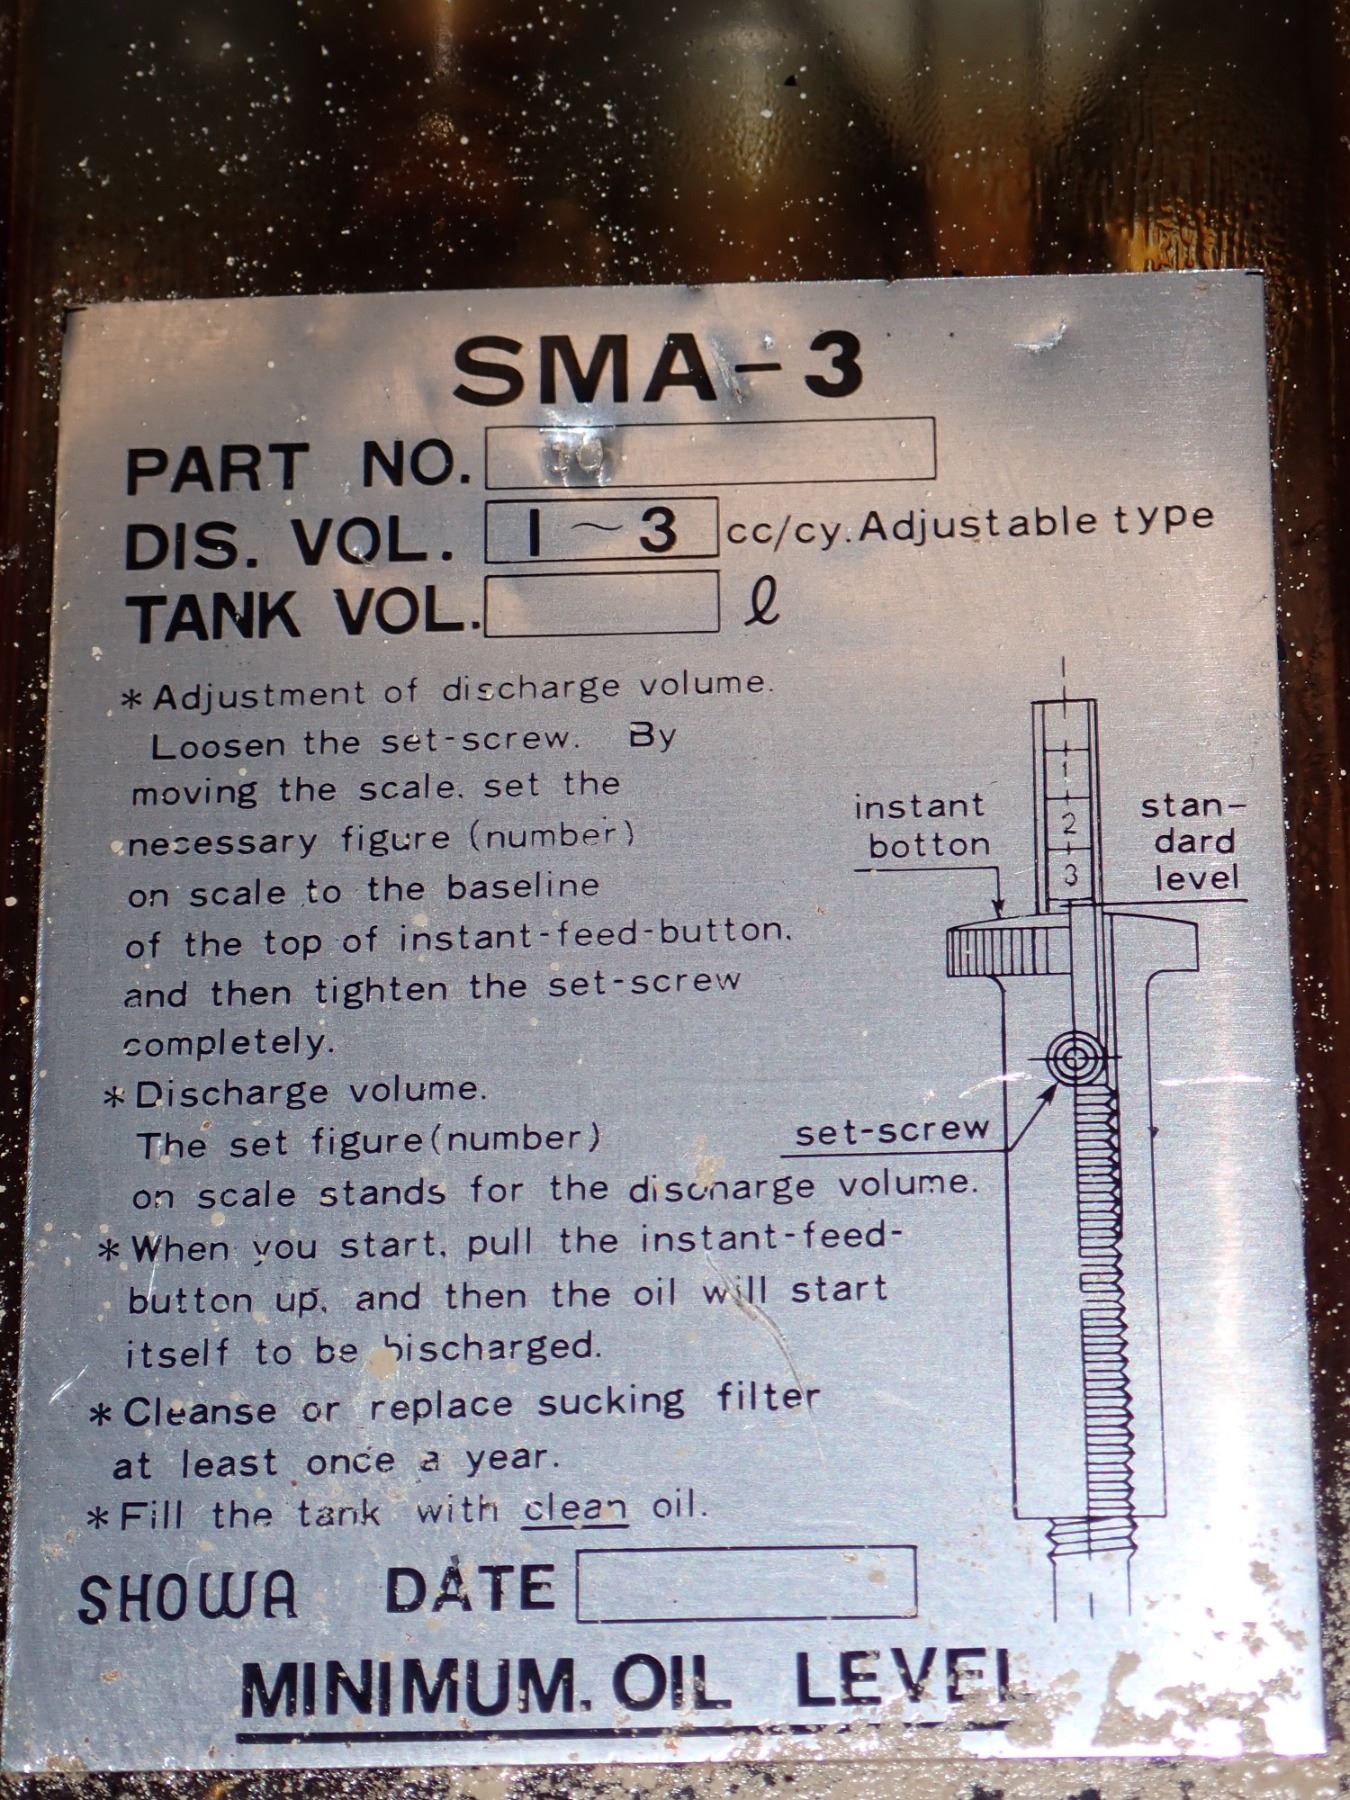 SMA-3
PART NO.
DIS. VOL. 1~3 cc/cy. Adjustable type
TANK VOL. ℓ
* Adjustment of discharge volume.
Loosen the set-screw. By
moving the scale. set the
necessary figure (number)
on scale to the baseline
of the top of instant-feed-button.
and then tighten the set-screw
completely.
* Discharge volume.
The set figure (number)
on scale stands for the discharge volume.
* When you start, pull the instant-feed-
button up, and then the oil will start
itself to be bischarged.
* Cleanse or replace sucking filter
at least once a year.
* Fill the tank with clean oil.
1
2
3
instant
botton
stan-
dard
level
set-screw
SHOWA DATE
MINIMUM. OIL LEVEL